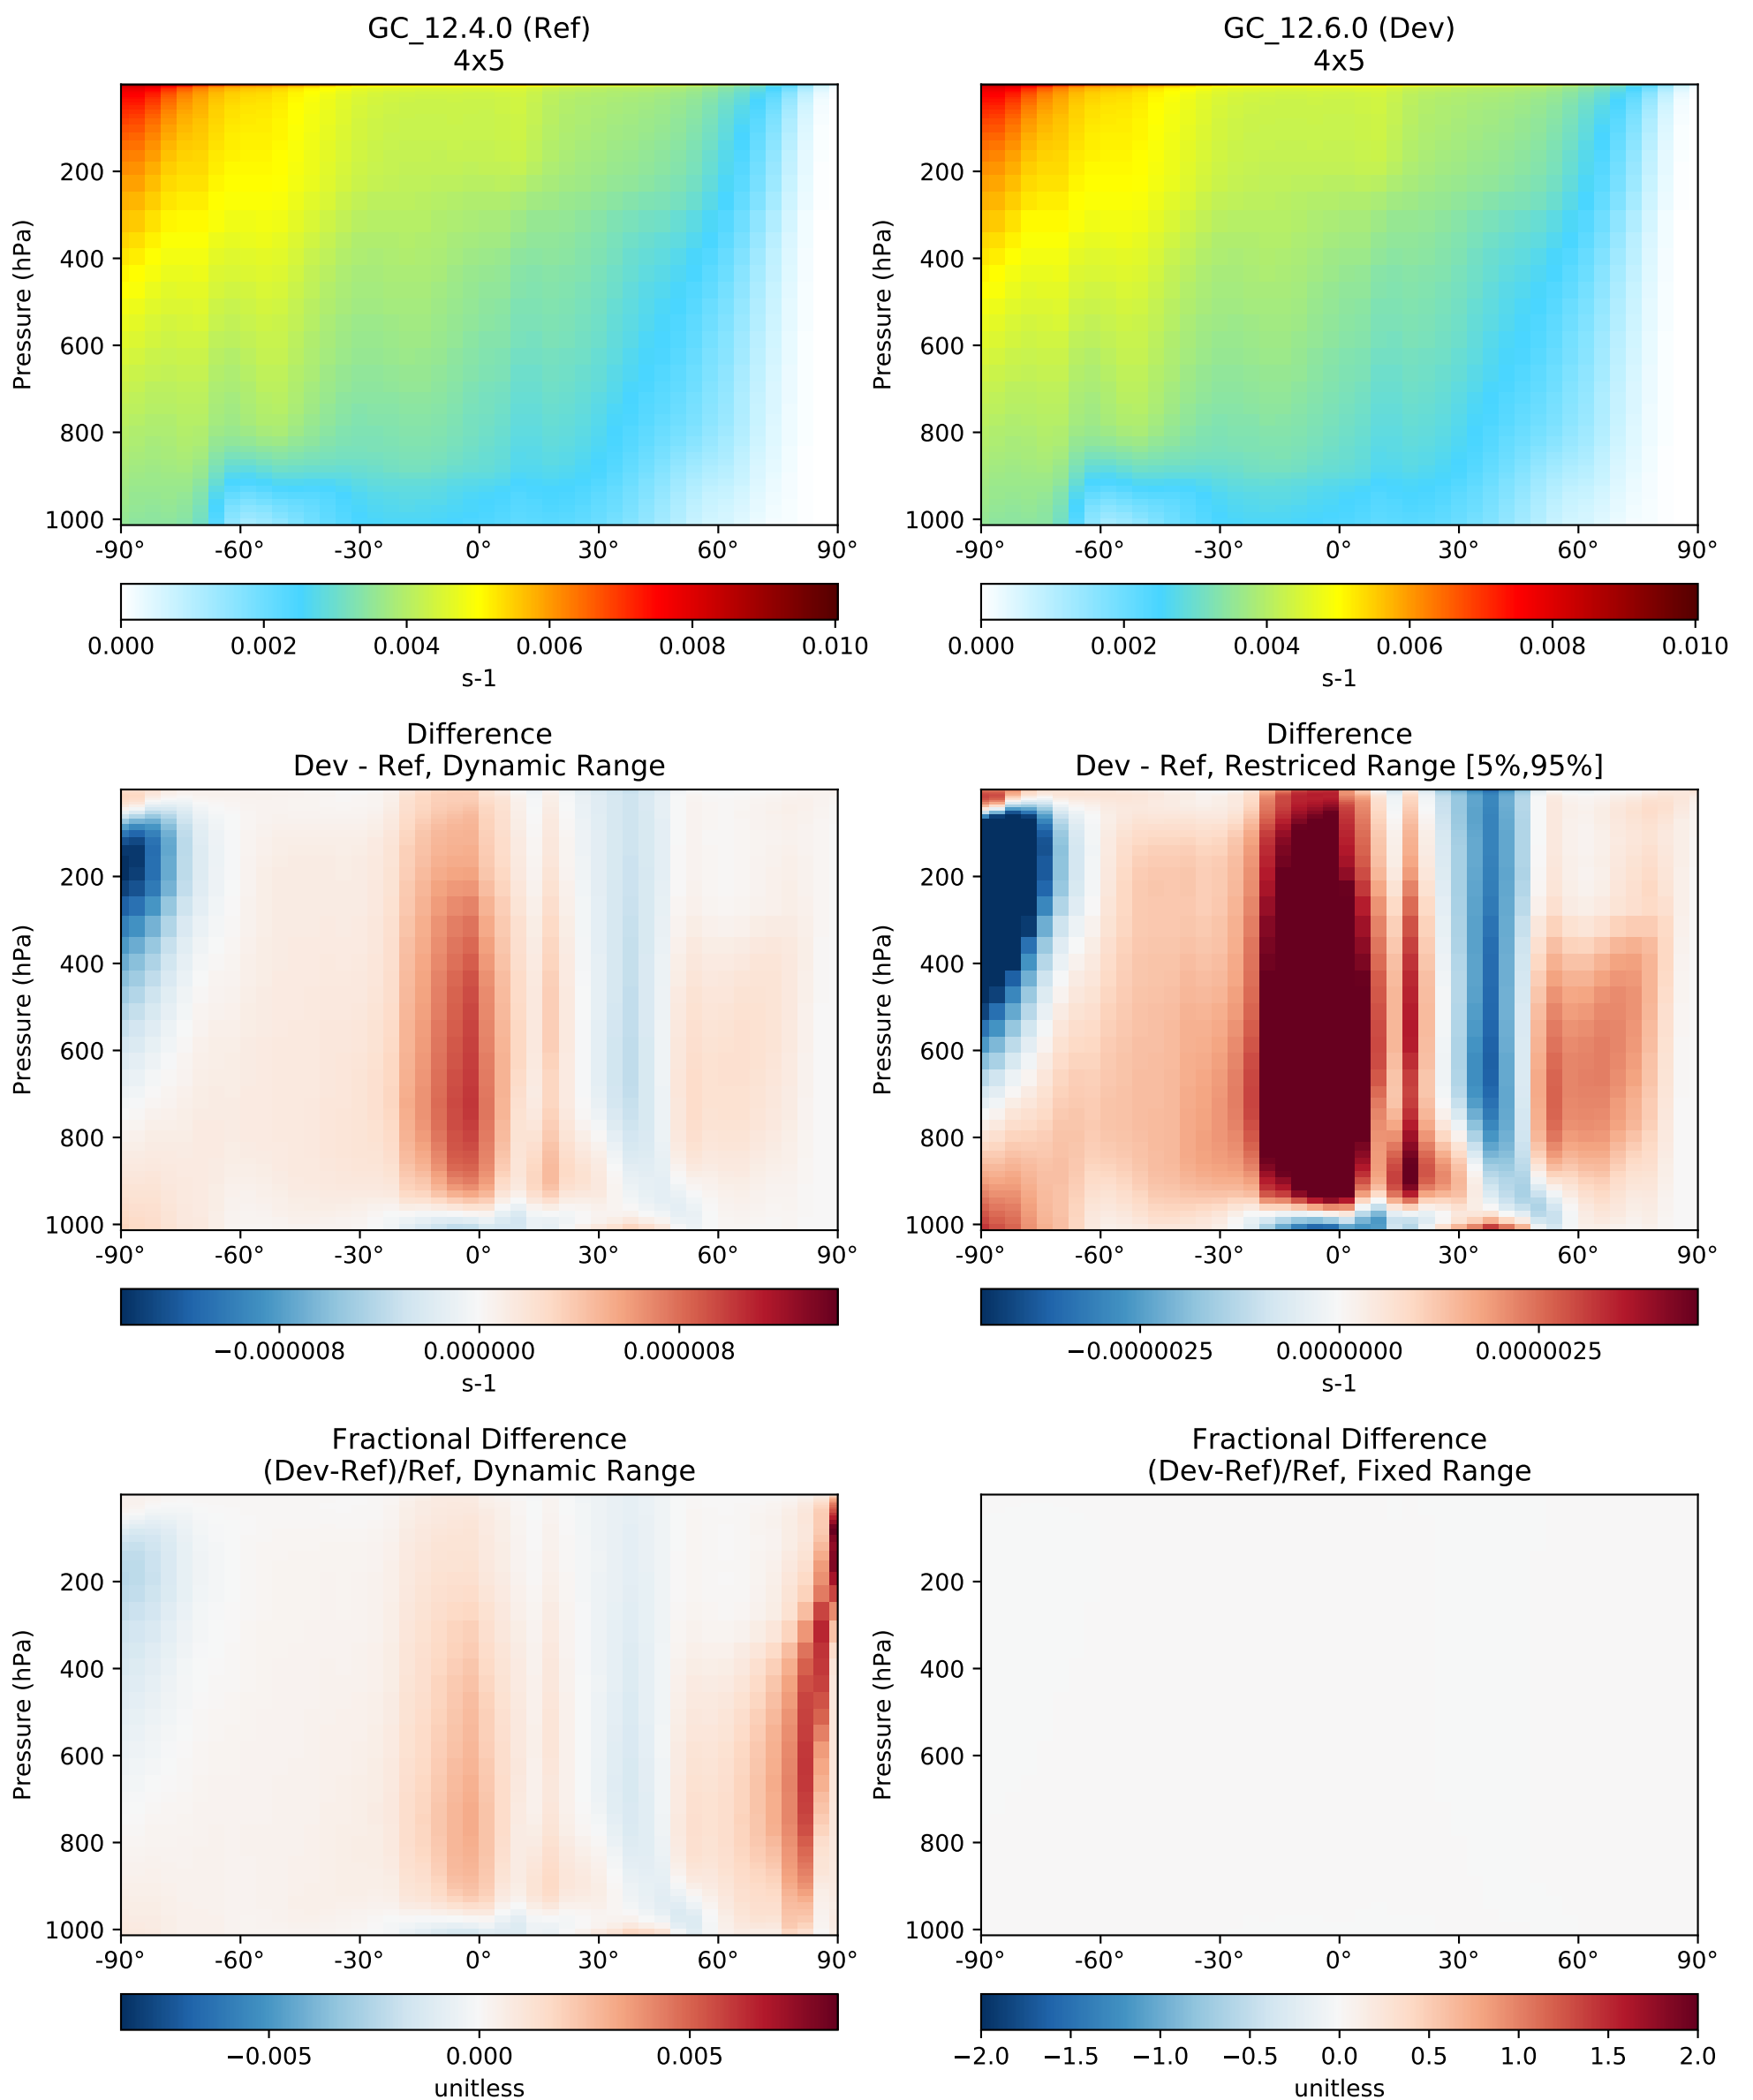 GC_12.4.0 (Ref)
4x5
Pressure (hPa)
200
400
600
800
1000
-90° -60° -30° 0° 30° 60° 90°
0.000 0.002 0.004 0.006 0.008 0.010
s-1
GC_12.6.0 (Dev)
4x5
Pressure (hPa)
200
400
600
800
1000
-90° -60° -30° 0° 30° 60° 90°
0.000 0.002 0.004 0.006 0.008 0.010
s-1
Difference
Dev - Ref, Dynamic Range
Pressure (hPa)
200
400
600
800
1000
-90° -60° -30° 0° 30° 60° 90°
−0.000008 0.000000 0.000008
s-1
Difference
Dev - Ref, Restriced Range [5%,95%]
Pressure (hPa)
200
400
600
800
1000
-90° -60° -30° 0° 30° 60° 90°
−0.0000025 0.0000000 0.0000025
s-1
Fractional Difference
(Dev-Ref)/Ref, Dynamic Range
Pressure (hPa)
200
400
600
800
1000
-90° -60° -30° 0° 30° 60° 90°
−0.005 0.000 0.005
unitless
Fractional Difference
(Dev-Ref)/Ref, Fixed Range
Pressure (hPa)
200
400
600
800
1000
-90° -60° -30° 0° 30° 60° 90°
−2.0 −1.5 −1.0 −0.5 0.0 0.5 1.0 1.5 2.0
unitless